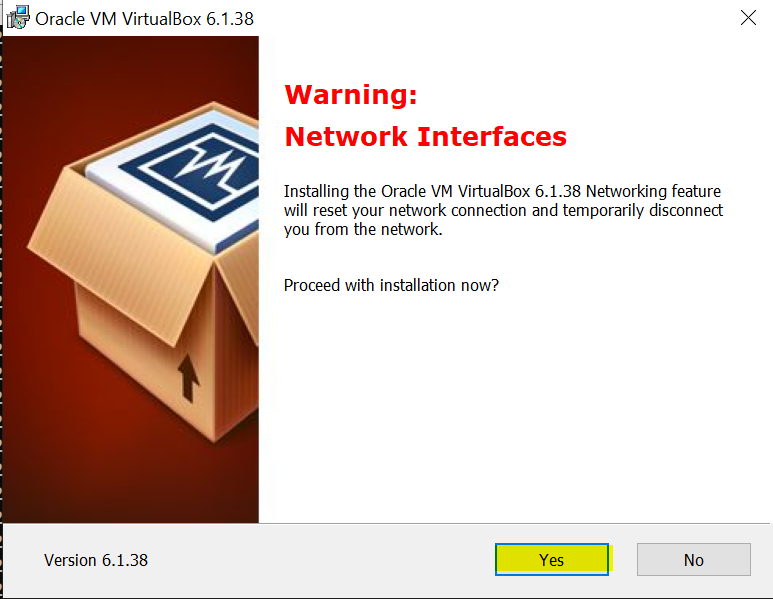 Oracle VM VirtualBox 6.1.38
Warning:
Network Interfaces
Installing the Oracle VM VirtualBox 6.1.38 Networking feature
will reset your network connection and temporarily disconnect
you from the network.
Proceed with installation now?
Version 6.1.38
Yes
No